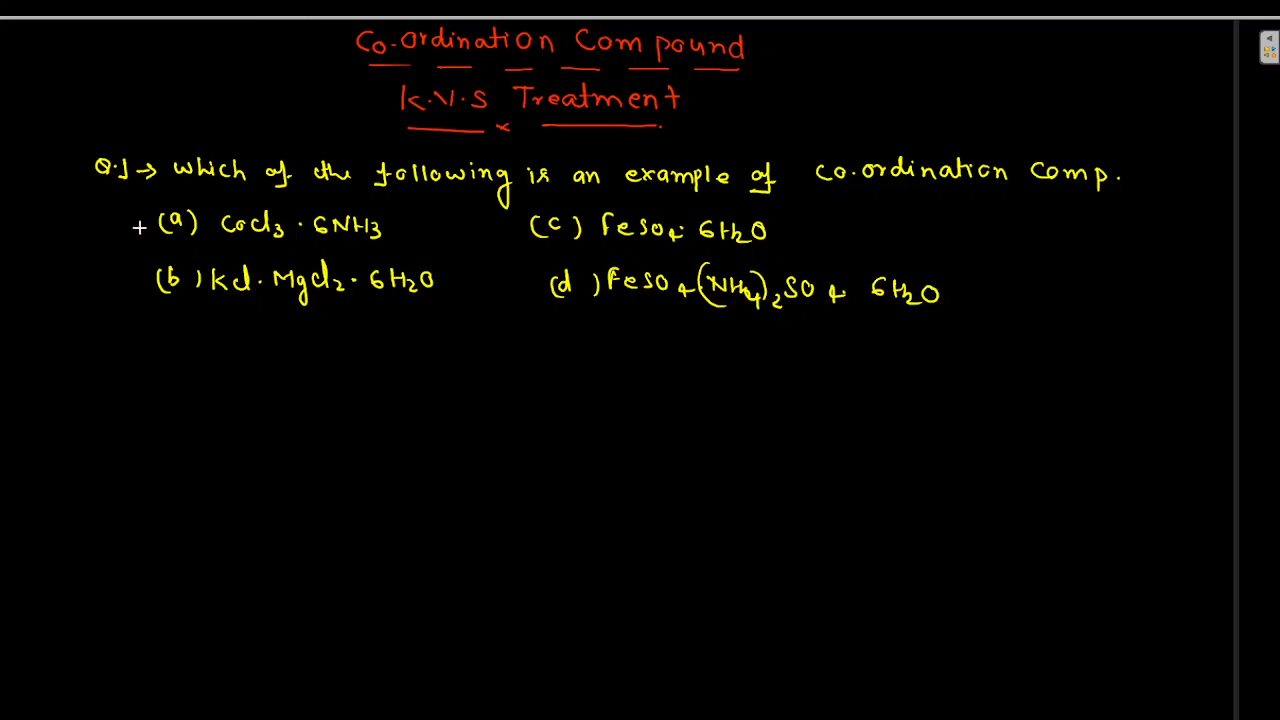 Co.ordination Compound
K.V.S Treatment
Q.1 → Which of the following is an example of Co.ordination Comp.
(a) CoCl3 · 6NH3
(c) FeSO4. 6H2O
(b) KCl. MgCl2 . 6H2O
(d) FeSO4(NH4)2SO4. 6H2O